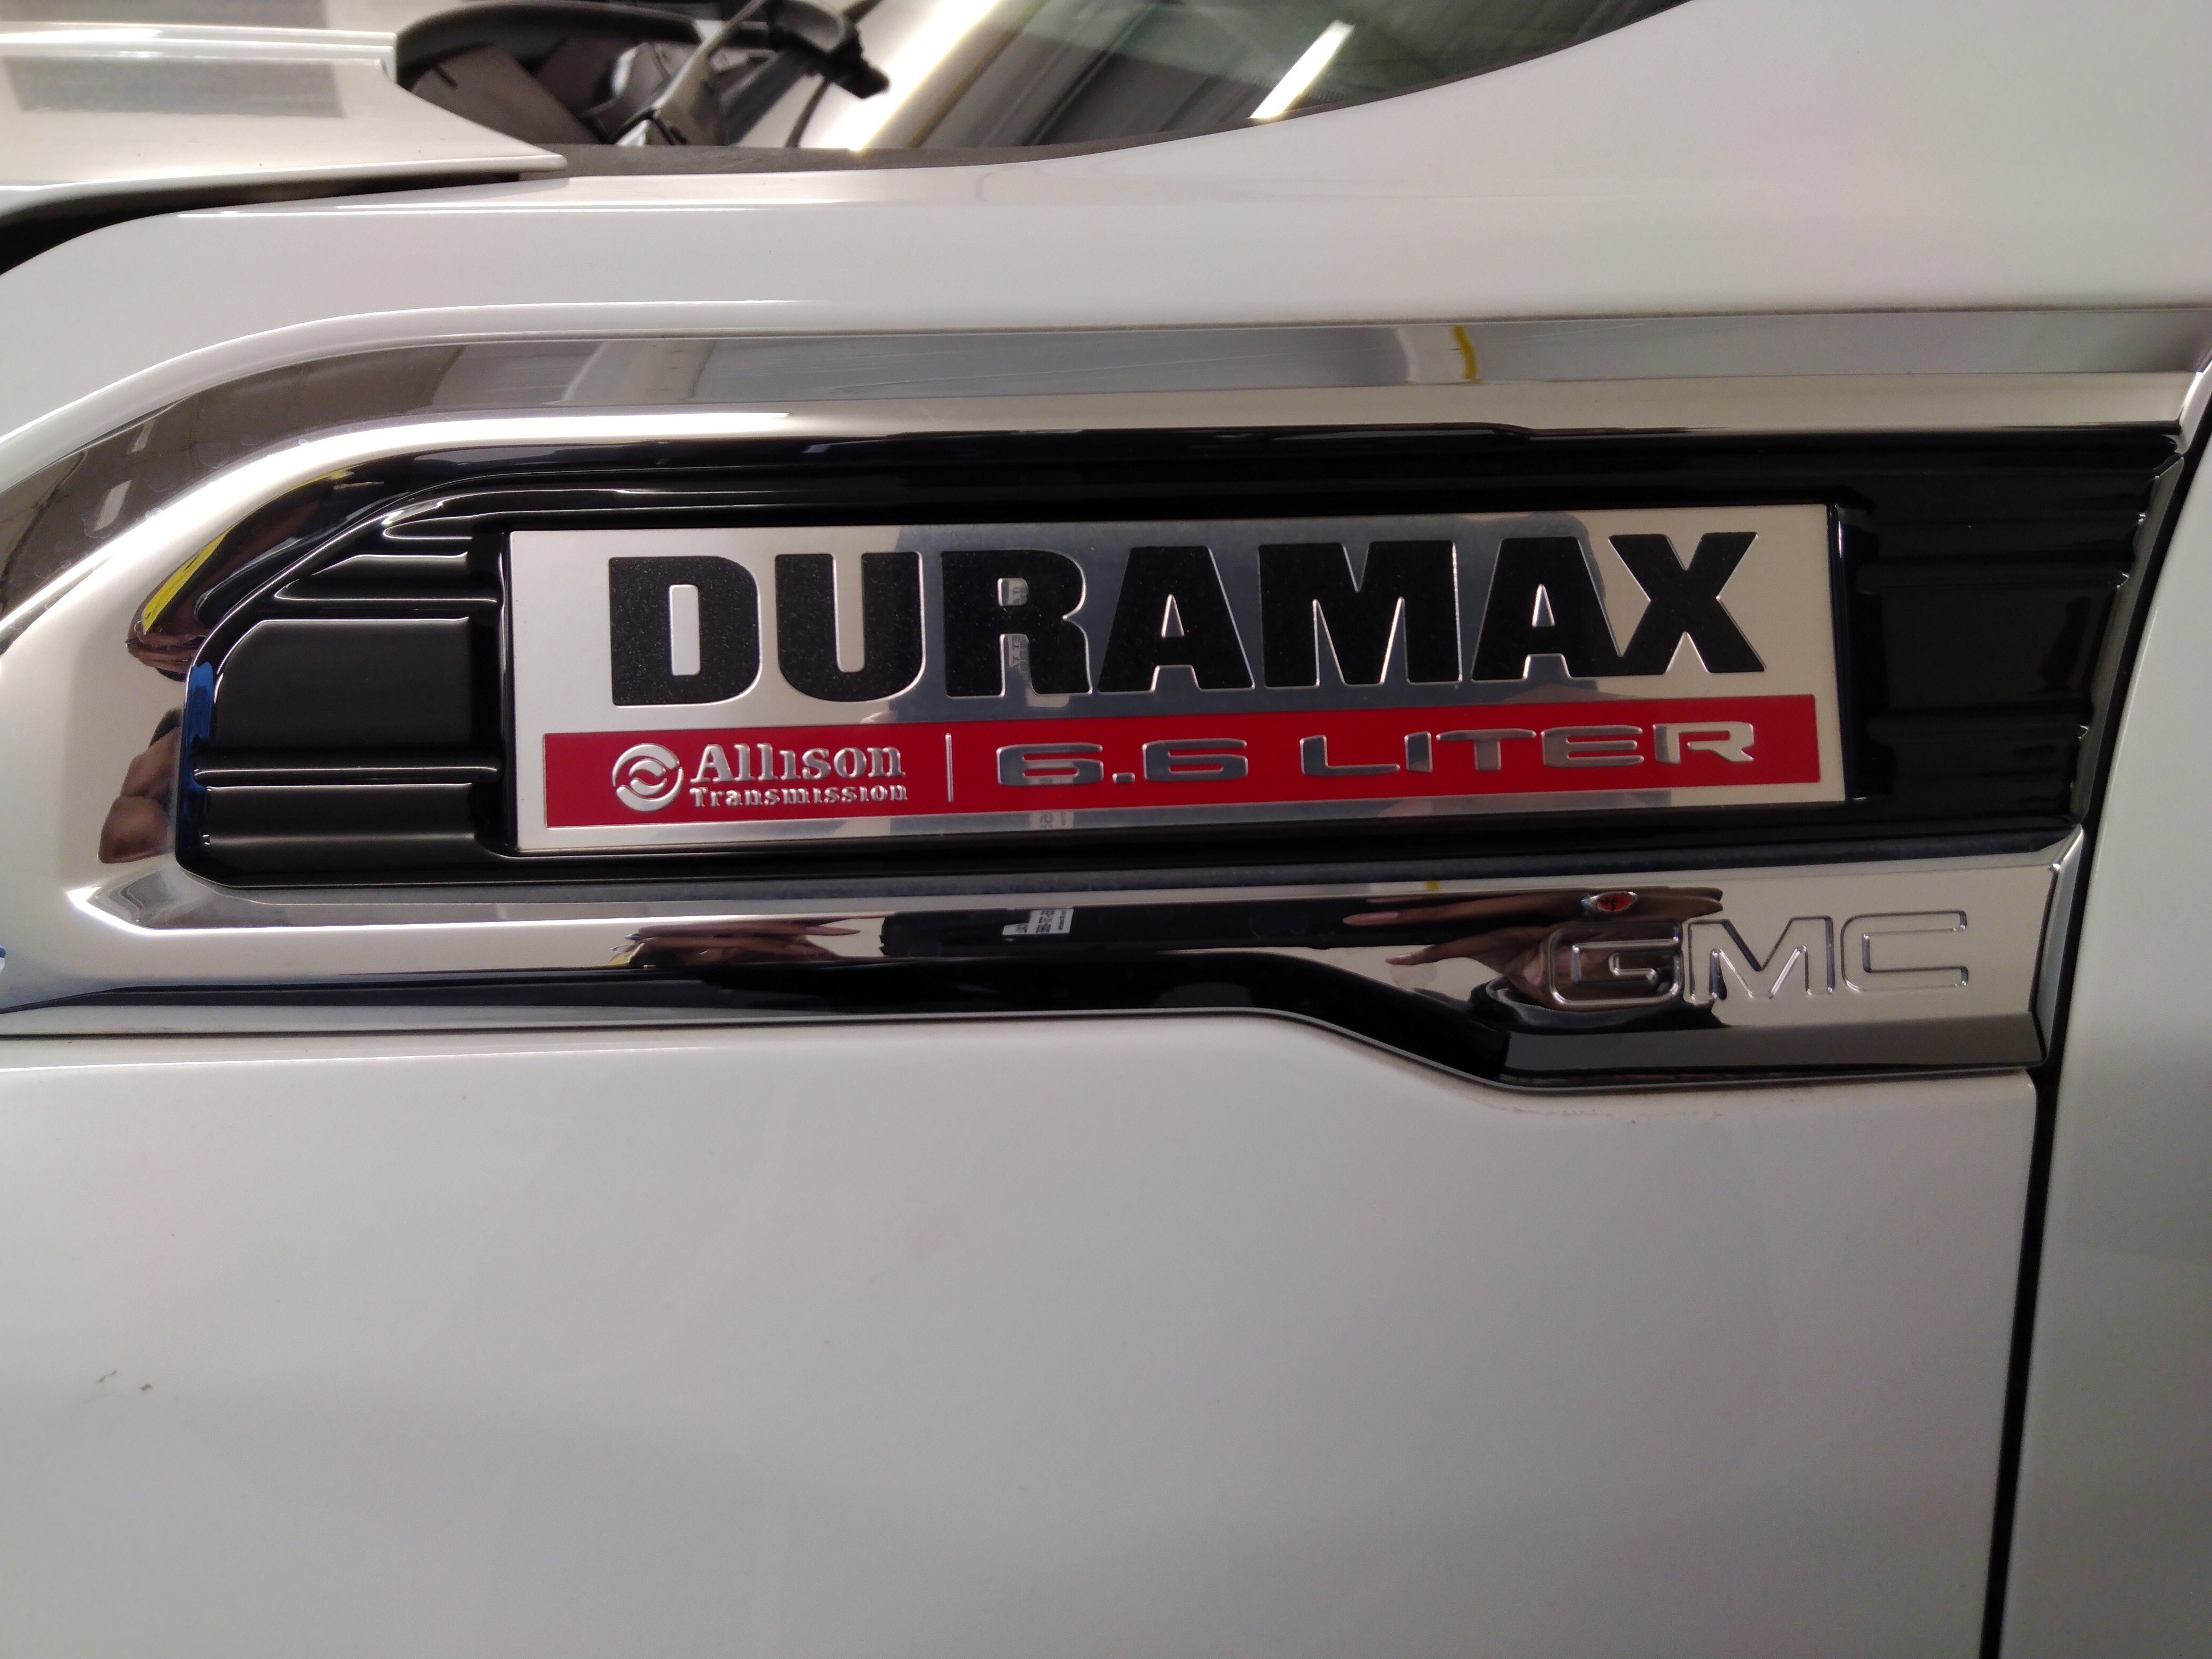 DURAMAX
Allison
Transmission
6.6 LITER
GMC